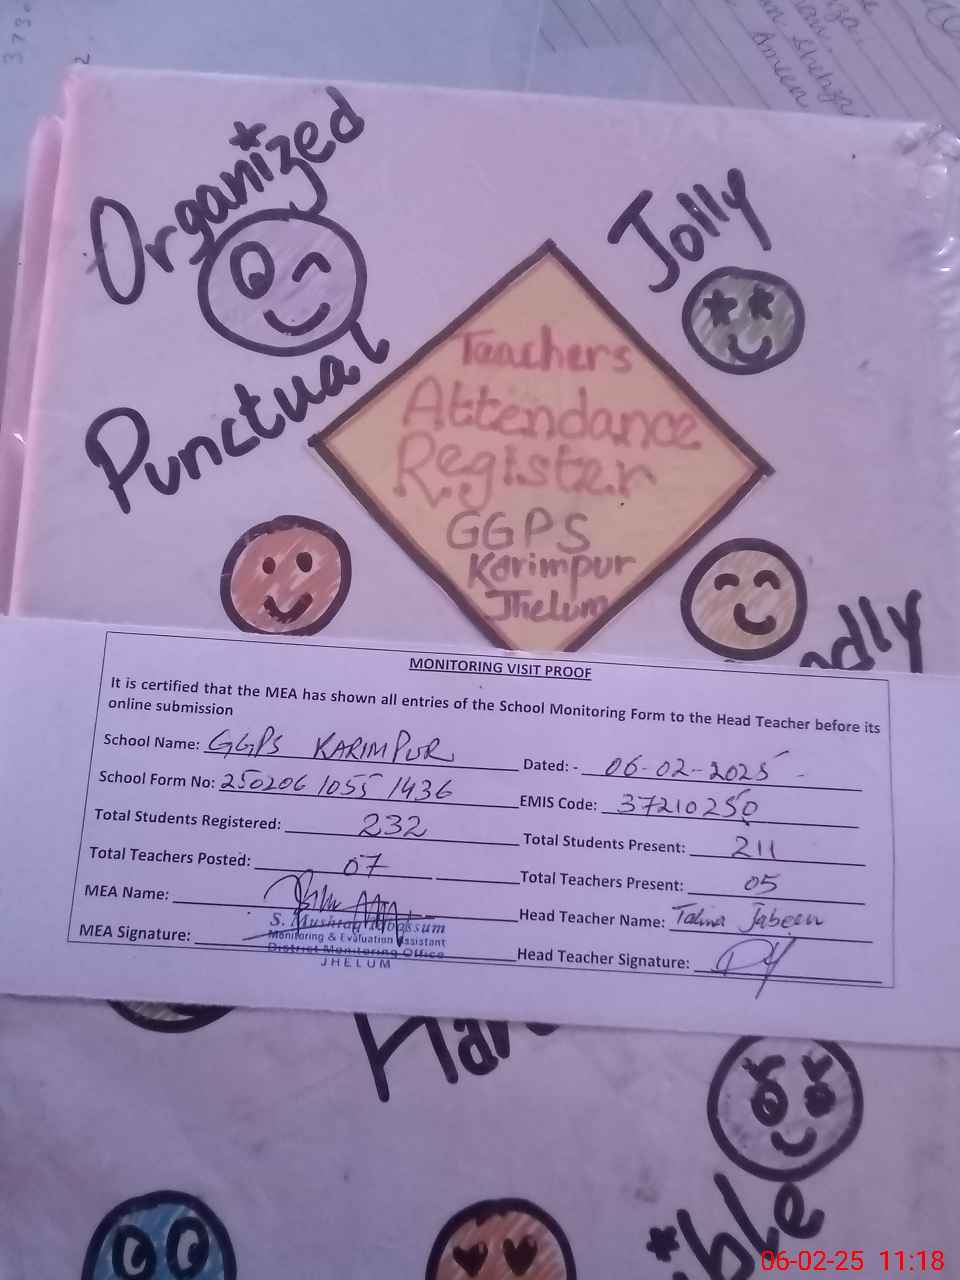 Organized
Jolly
Punctual
Teachers
Attendance
Register
GGPS
Karimpur
Jhelum
MONITORING VISIT PROOF
It is certified that the MEA has shown all entries of the School Monitoring Form to the Head Teacher before its
online submission
School Name: GGPS KARIMPUR Dated: - 06-02-2025 -
School Form No: 250206 1055 1436 EMIS Code: 37210250
Total Students Registered: 232 Total Students Present: 211
Total Teachers Posted: 07 Total Teachers Present: 05
MEA Name: Head Teacher Name: Jabeen
S. Mushtaq
Monitoring & Evaluation Assistant
MEA Signature: Head Teacher Signature:
District Monitoring Office
JHELUM
06-02-25 11:18